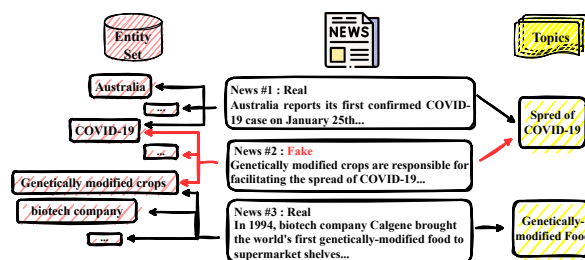 Entity
Set
NEWS
Topics
Australia
...
COVID-19
...
Genetically modified crops
biotech company
...
News #1 : Real
Australia reports its first confirmed COVID-
19 case on January 25th...
News #2 : Fake
Genetically modified crops are responsible for
facilitating the spread of COVID-19...
News #3 : Real
In 1994, biotech company Calgene brought
the world's first genetically-modified food to
supermarket shelves...
Spred of
COVID-19
Genetically-
modified Food